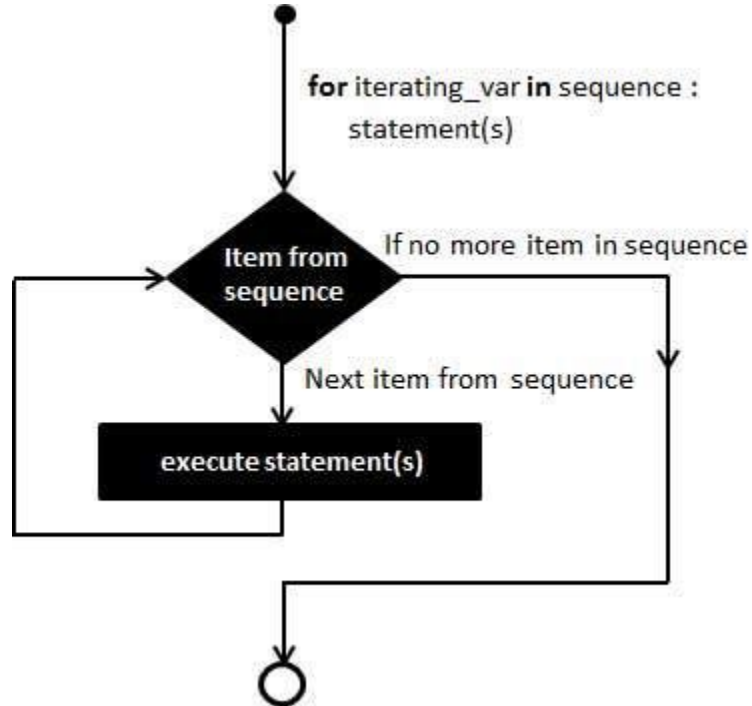 for iterating_var in sequence :
statement(s)
If no more item in sequence
Item from
sequence
Next item from sequence
execute statement(s)